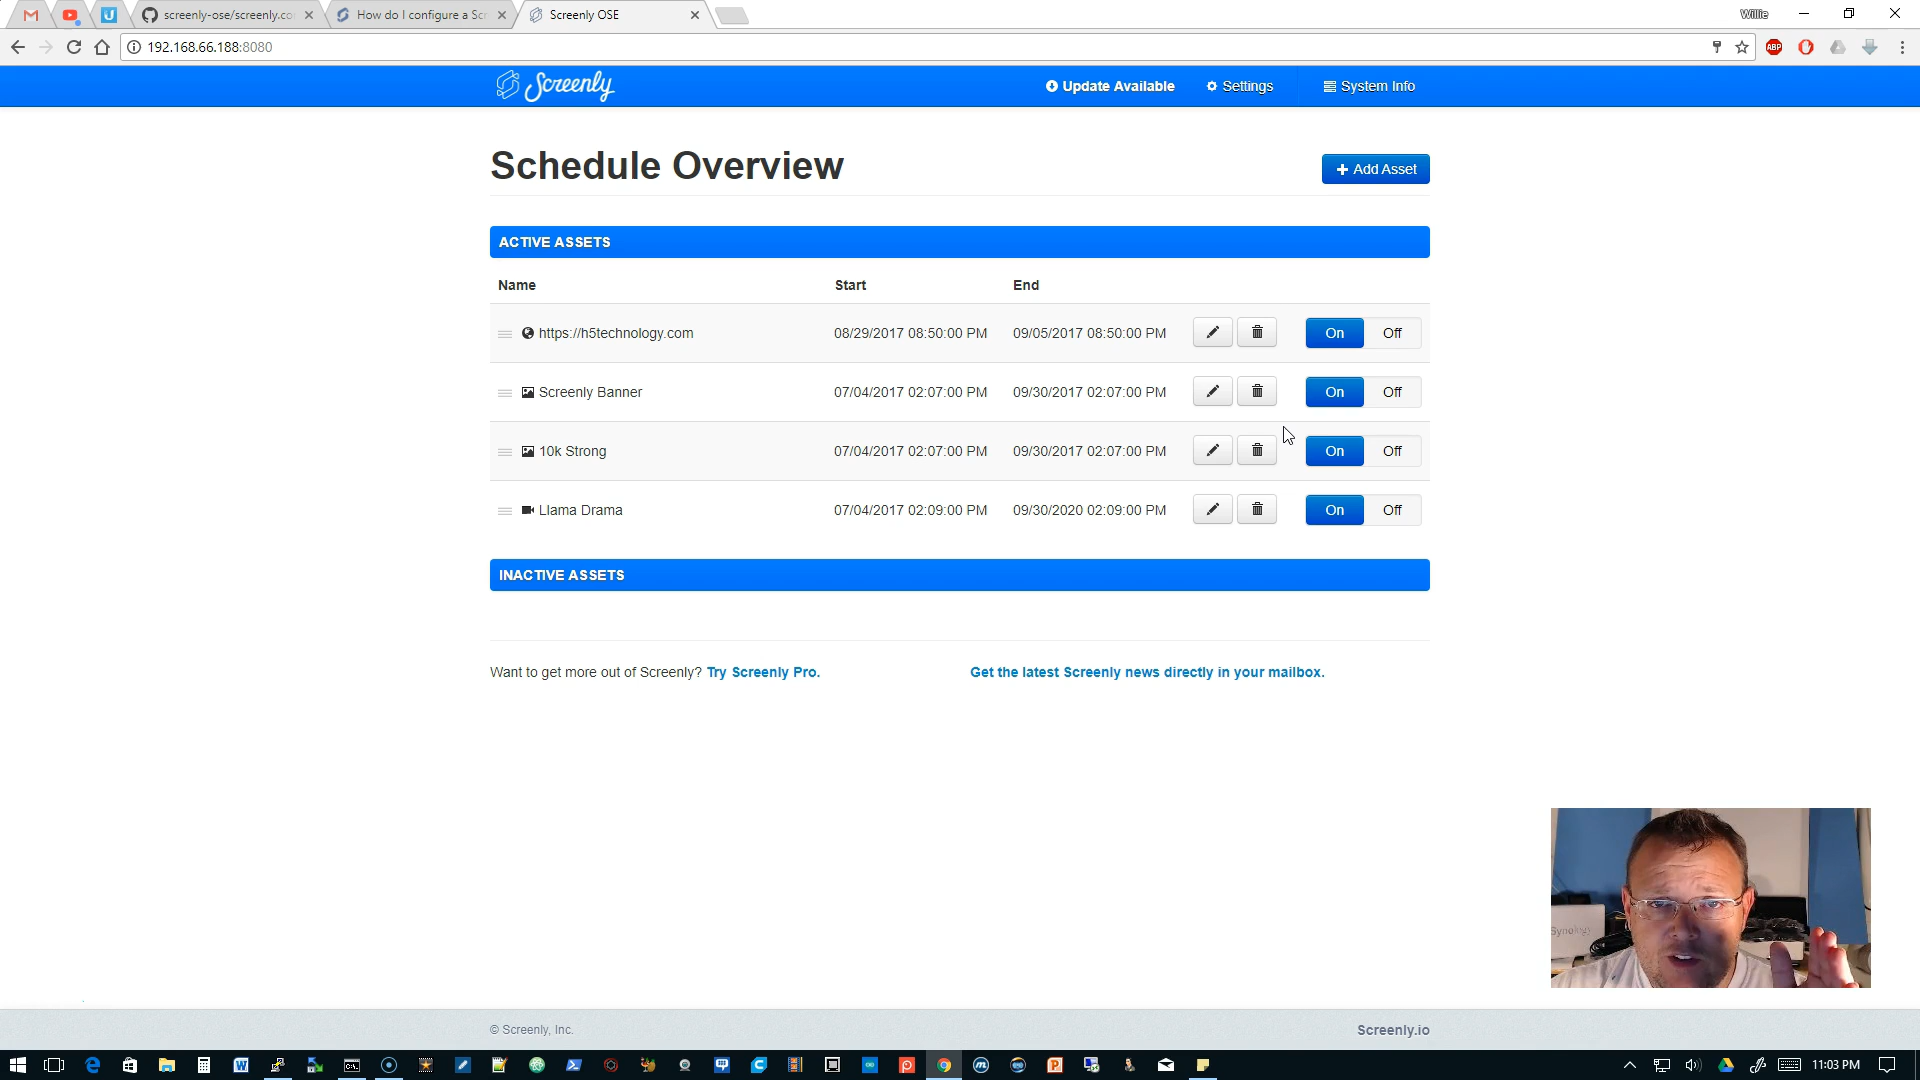 screenly-ose/screenly.co
How do I configure a Scr
Screenly OSE
Willie
192.168.66.188:8080
ABP
Screenly
Update Available
Settings
System Info
Schedule Overview
+ Add Asset
ACTIVE ASSETS
Name Start End
https://h5technology.com 08/29/2017 08:50:00 PM 09/05/2017 08:50:00 PM On Off
Screenly Banner 07/04/2017 02:07:00 PM 09/30/2017 02:07:00 PM On Off
10k Strong 07/04/2017 02:07:00 PM 09/30/2017 02:07:00 PM On Off
Llama Drama 07/04/2017 02:09:00 PM 09/30/2020 02:09:00 PM On Off
INACTIVE ASSETS
Want to get more out of Screenly? Try Screenly Pro.
Get the latest Screenly news directly in your mailbox.
Synology
© Screenly, Inc.
Screenly.io
11:03 PM